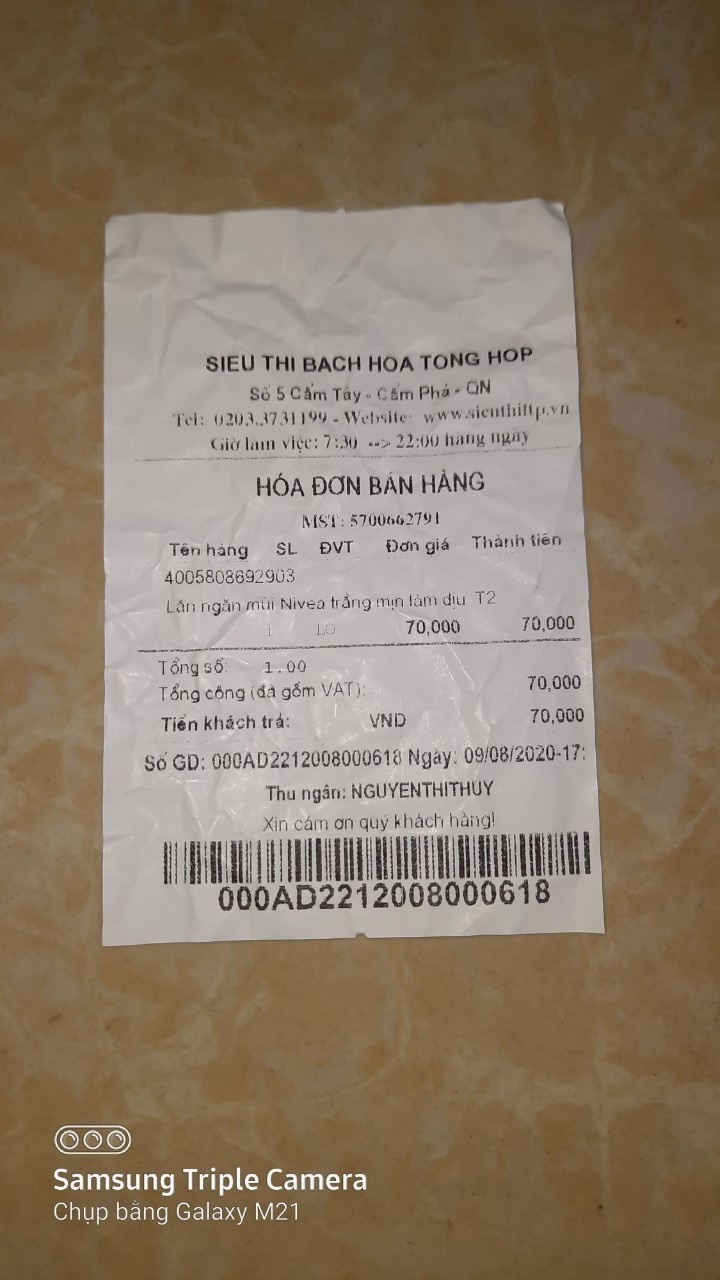 SIEU THI BACH HOA TONG HOP
Số 5 Cẩm Tây - Cẩm Phả - QN
Tel: 0203.3731199 - Website: www.sieuthittp.vn
Giờ làm việc: 7:30 --> 22:00 hàng ngày
HÓA ĐƠN BÁN HÀNG
MST: 5700662791
Tên hàng SL ĐVT Đơn giá Thành tiền
4005808692903
Lăn ngăn mùi Nivea trắng mịn làm dịu T2
1 LO 70,000 70,000
Tổng số: 1.00
Tổng cộng (đã gồm VAT): 70,000
Tiền khách trả: VND 70,000
Số GD: 000AD2212008000618 Ngày: 09/08/2020-17:
Thu ngân: NGUYENTHITHUY
Xin cám ơn quý khách hàng!
000AD2212008000618
Samsung Triple Camera
Chụp bằng Galaxy M21